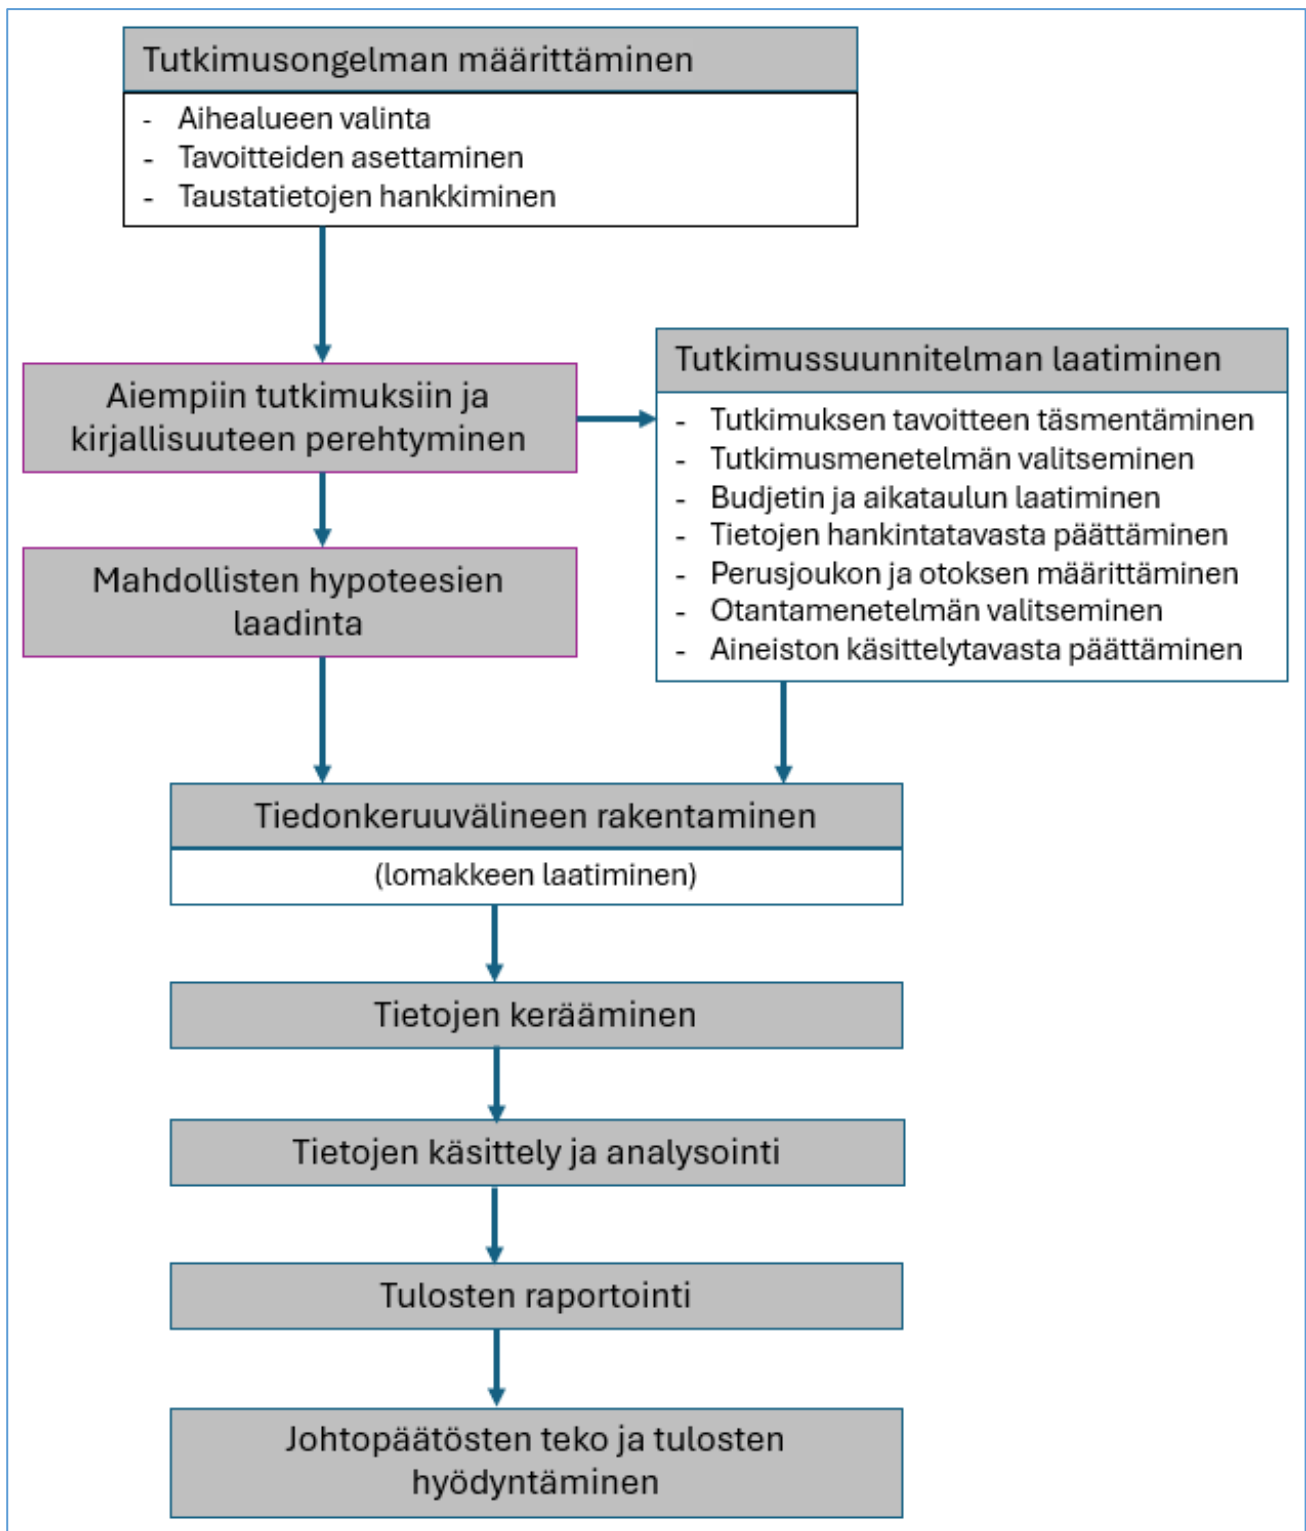 Tutkimusongelman määrittäminen
- Aihealueen valinta
- Tavoitteiden asettaminen
- Taustatietojen hankkiminen
Aiempiin tutkimuksiin ja
kirjallisuuteen perehtyminen
Mahdollisten hypoteesien
laadinta
Tutkimussuunnitelman laatiminen
- Tutkimuksen tavoitteen täsmentäminen
- Tutkimusmenetelmän valitseminen
- Budjetin ja aikataulun laatiminen
- Tietojen hankintatavasta päättäminen
- Perusjoukon ja otoksen määrittäminen
- Otantamenetelmän valitseminen
- Aineiston käsittelytavasta päättäminen
Tiedonkeruuvälineen rakentaminen
(lomakkeen laatiminen)
Tietojen kerääminen
Tietojen käsittely ja analysointi
Tulosten raportointi
Johtopäätösten teko ja tulosten
hyödyntäminen